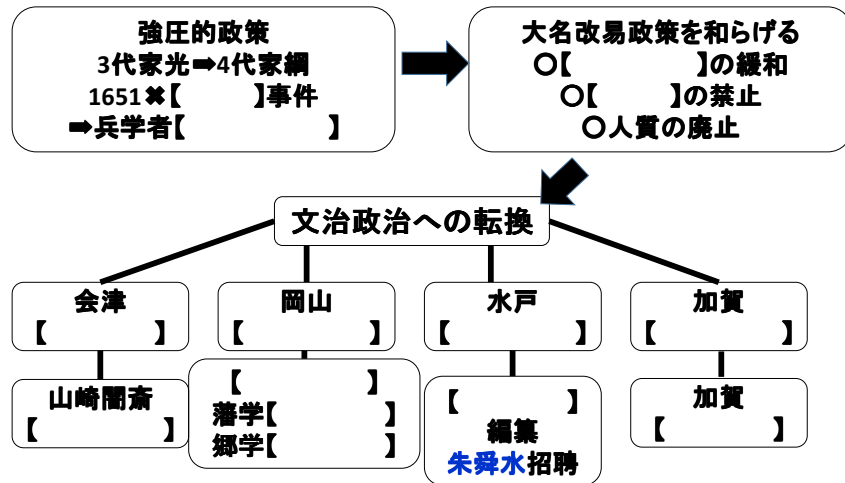 強圧的政策
3代家光➡4代家綱
1651✖【　　　】事件
➡兵学者【　　　　　】
大名改易政策を和らげる
〇【　　　　　】の緩和
〇【　　　】の禁止
〇人質の廃止
文治政治への転換
会津
【　　　　】
岡山
【　　　　　】
水戸
【　　　　　】
加賀
【　　　　】
山崎闇斎
【　　　　　】
【　　　　　】
藩学【　　　　】
郷学【　　　　】
【　　　　】
編纂
朱舜水招聘
加賀
【　　　　】